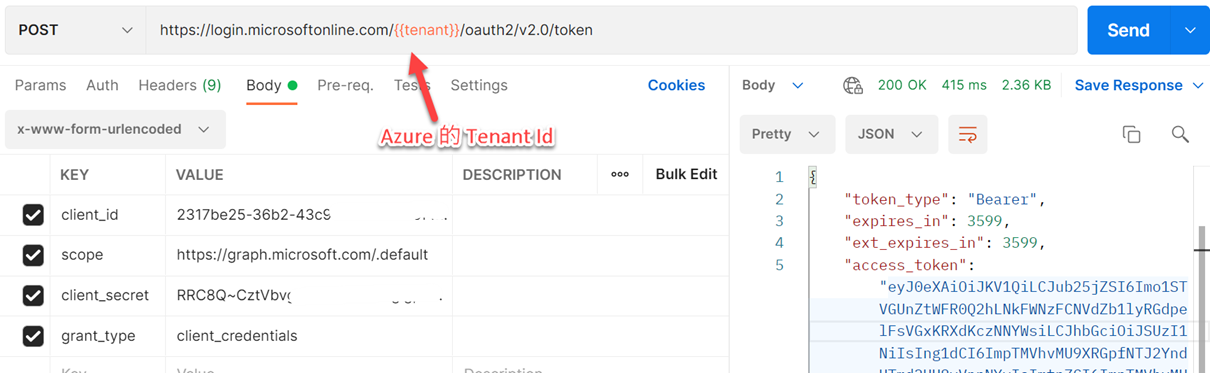 POST
https://login.microsoftonline.com/{{tenant}}/oauth2/v2.0/token
Send
Params Auth Headers (9) Body Pre-req. Tests Settings Cookies
Body 200 OK 415 ms 2.36 KB Save Response
x-www-form-urlencoded
Azure 的 Tenant Id
Pretty JSON
KEY VALUE DESCRIPTION ooo Bulk Edit
client_id 2317be25-36b2-43c9
scope https://graph.microsoft.com/.default
client_secret RRC8Q~CztVbv
grant_type client_credentials
Key Value Description
1 {
2 "token_type": "Bearer",
3 "expires_in": 3599,
4 "ext_expires_in": 3599,
5 "access_token":
"eyJ0eXAiOiJKV1QiLCJub25jZSI6Imo1ST
VGUnZtWFR0Q2hLNkFWNzFCNVdZb1lyRGdpe
lFsVGxKRXdKczNNYWsiLCJhbGciOiJSUzI1
NiIsIng1dCI6ImpTMVhvMU9XRGpfNTJ2Ynd